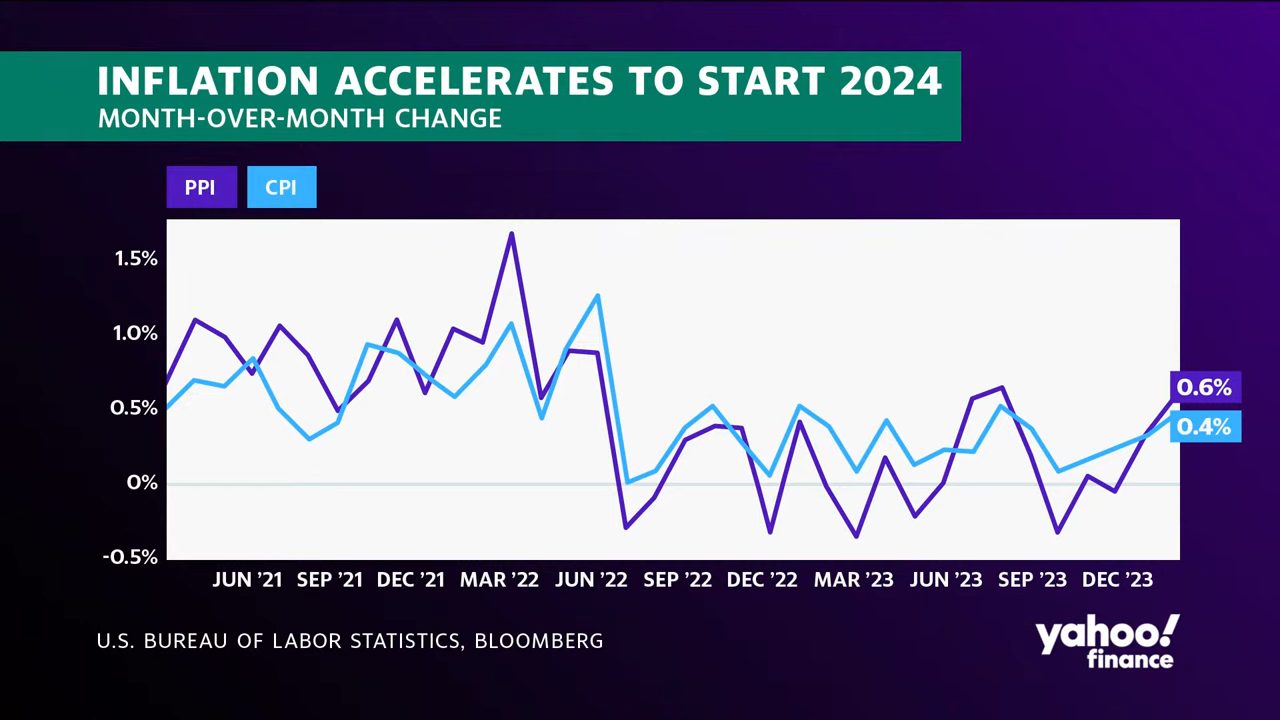 INFLATION ACCELERATES TO START 2024
MONTH-OVER-MONTH CHANGE
PPI CPI
1.5%
1.0%
0.5%
0%
-0.5%
0.6%
0.4%
JUN ’21 SEP ’21 DEC ’21 MAR ’22 JUN ’22 SEP ’22 DEC ’22 MAR ’23 JUN ’23 SEP ’23 DEC ’23
U.S. BUREAU OF LABOR STATISTICS, BLOOMBERG
yahoo!
finance